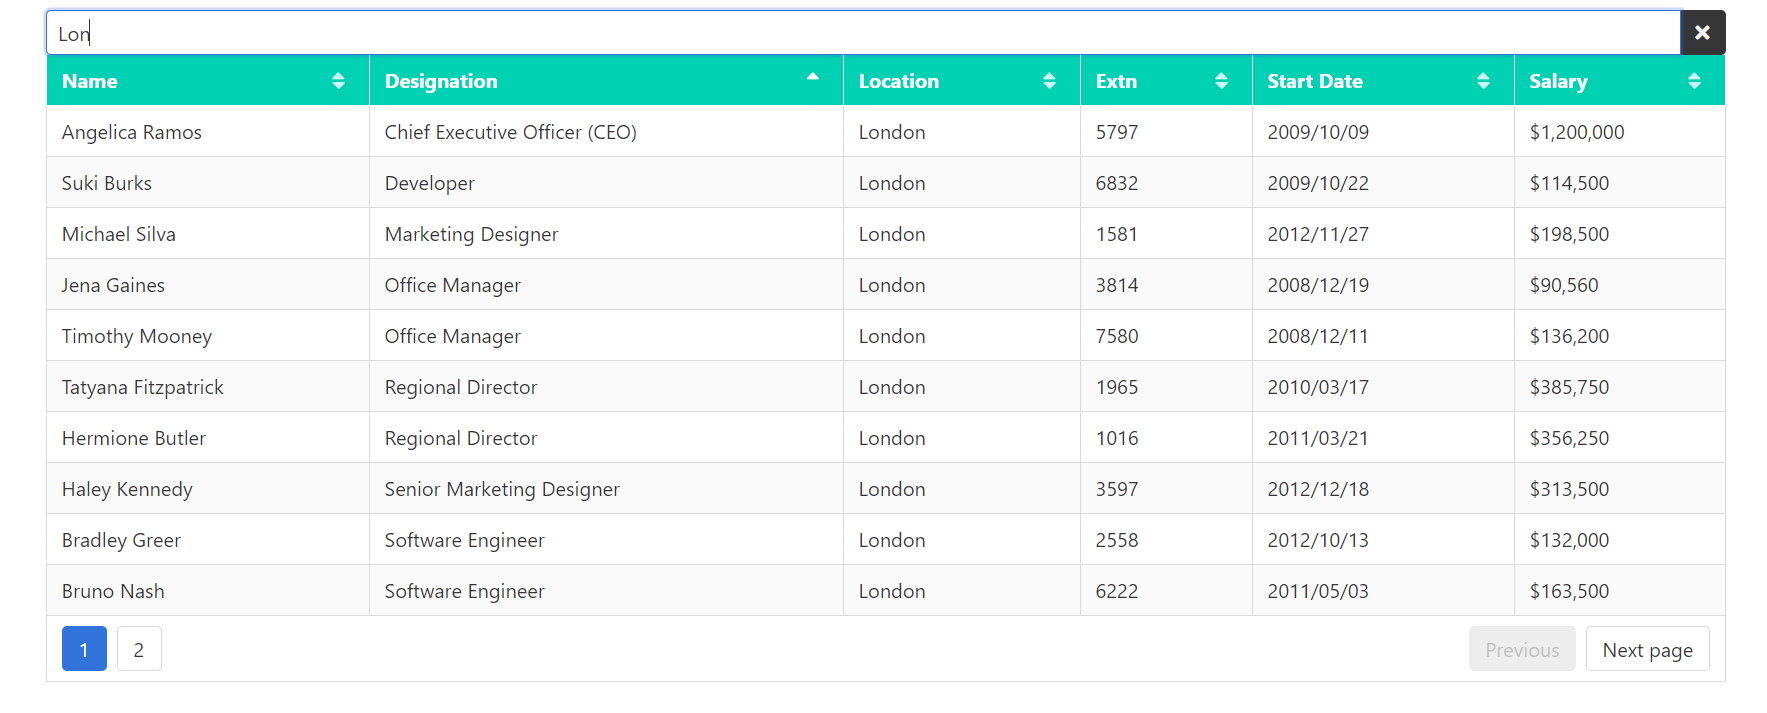 Lon
Name Designation Location Extn Start Date Salary
Angelica Ramos Chief Executive Officer (CEO) London 5797 2009/10/09 $1,200,000
Suki Burks Developer London 6832 2009/10/22 $114,500
Michael Silva Marketing Designer London 1581 2012/11/27 $198,500
Jena Gaines Office Manager London 3814 2008/12/19 $90,560
Timothy Mooney Office Manager London 7580 2008/12/11 $136,200
Tatyana Fitzpatrick Regional Director London 1965 2010/03/17 $385,750
Hermione Butler Regional Director London 1016 2011/03/21 $356,250
Haley Kennedy Senior Marketing Designer London 3597 2012/12/18 $313,500
Bradley Greer Software Engineer London 2558 2012/10/13 $132,000
Bruno Nash Software Engineer London 6222 2011/05/03 $163,500
1 2 Previous Next page